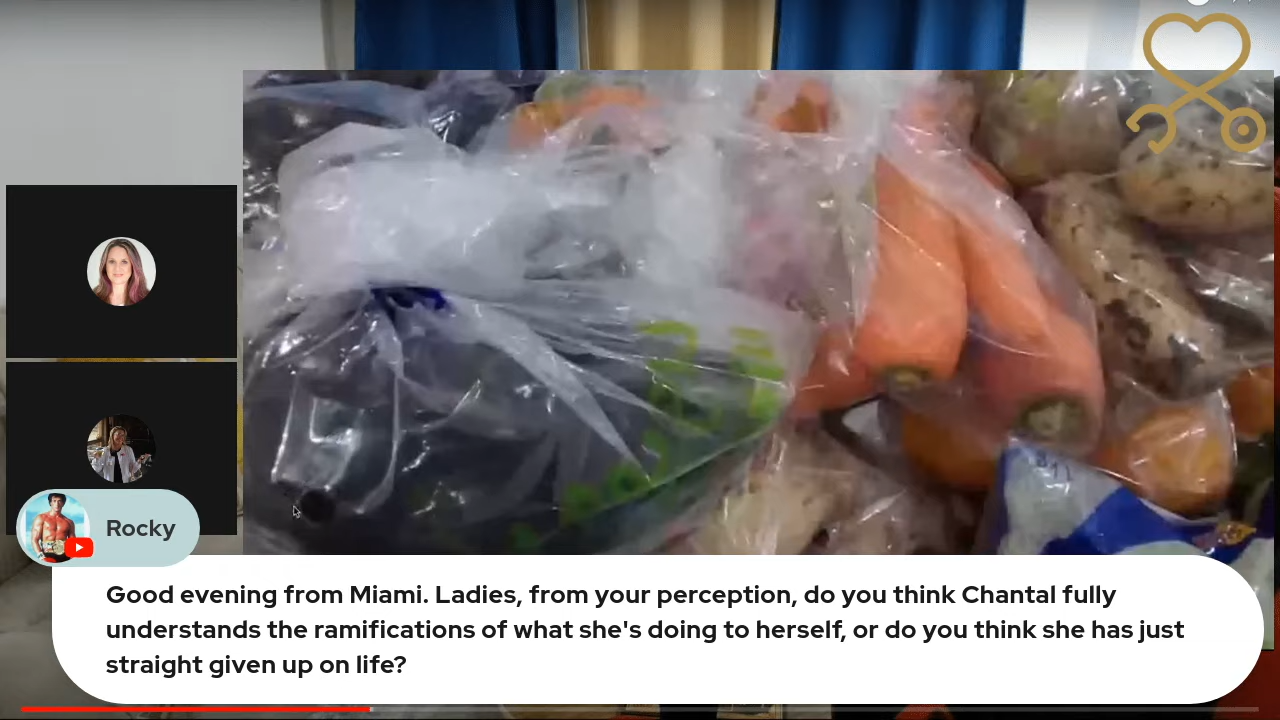 Rocky
Good evening from Miami. Ladies, from your perception, do you think Chantal fully
understands the ramifications of what she's doing to herself, or do you think she has just
straight given up on life?